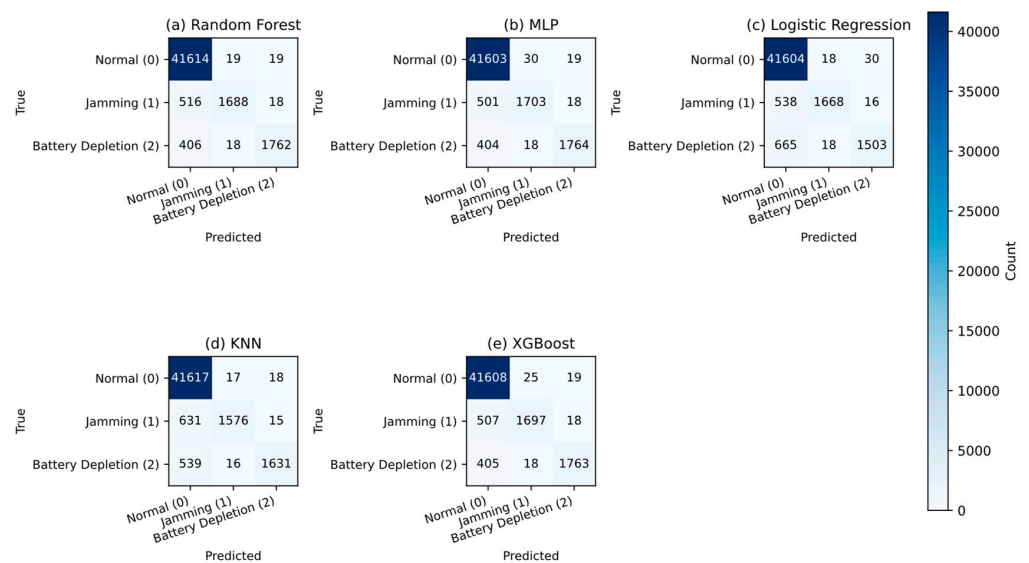 (a) Random Forest
True
Normal (0) 41614 19 19
Jamming (1) 516 1688 18
Battery Depletion (2) 406 18 1762
Normal (0) Jamming (1) Battery Depletion (2)
Predicted
(b) MLP
True
Normal (0) 41603 30 19
Jamming (1) 501 1703 18
Battery Depletion (2) 404 18 1764
Normal (0) Jamming (1) Battery Depletion (2)
Predicted
(c) Logistic Regression
True
Normal (0) 41604 18 30
Jamming (1) 538 1668 16
Battery Depletion (2) 665 18 1503
Normal (0) Jamming (1) Battery Depletion (2)
Predicted
40000
35000
30000
25000
20000
15000
10000
5000
0
Count
(d) KNN
True
Normal (0) 41617 17 18
Jamming (1) 631 1576 15
Battery Depletion (2) 539 16 1631
Normal (0) Jamming (1) Battery Depletion (2)
Predicted
(e) XGBoost
True
Normal (0) 41608 25 19
Jamming (1) 507 1697 18
Battery Depletion (2) 405 18 1763
Normal (0) Jamming (1) Battery Depletion (2)
Predicted